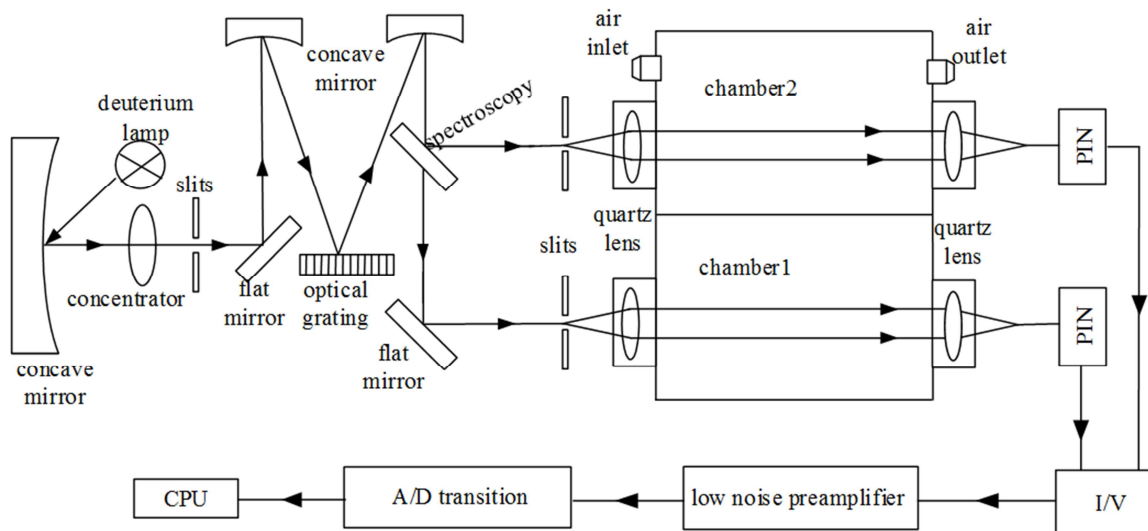 deuterium
lamp
concave
mirror
slits
concentrator
flat
mirror
concave
mirror
optical
grating
spectroscopy
flat
mirror
slits
slits
quartz
lens
air
inlet
chamber2
chamber1
air
outlet
quartz
lens
PIN
PIN
CPU
A/D transition
low noise preamplifier
I/V